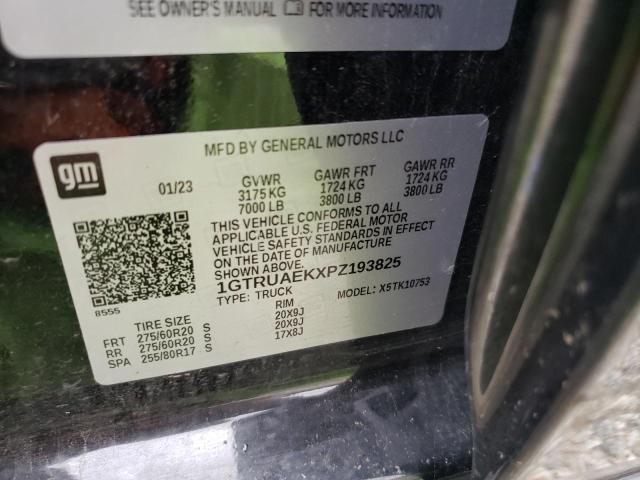 SEE OWNER'S MANUAL FOR MORE INFORMATION
MFD BY GENERAL MOTORS LLC
gm
01/23
GVWR GAWR FRT GAWR RR
3175 KG 1724 KG 1724 KG
7000 LB 3800 LB 3800 LB
THIS VEHICLE CONFORMS TO ALL
APPLICABLE U.S. FEDERAL MOTOR
VEHICLE SAFETY STANDARDS IN EFFECT
ON THE DATE OF MANUFACTURE
SHOWN ABOVE.
1GTRUAEKXPZ193825
TYPE: TRUCK MODEL: X5TK10753
8555
TIRE SIZE RIM
FRT 275/60R20 S 20X9J
RR 275/60R20 S 20X9J
SPA 255/80R17 S 17X8J